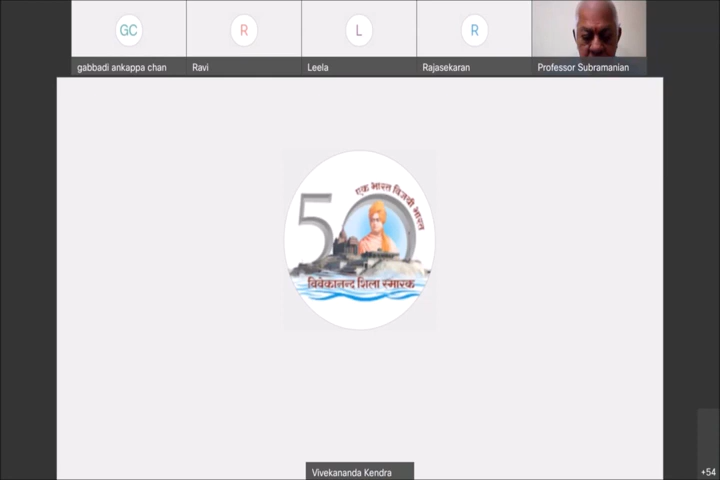 GC
R
L
R
gabbadi ankappa chan
Ravi
Leela
Rajasekaran
Professor Subramanian
50
एक भारत विजयी भारत
विवेकानन्द शिला स्मारक
Vivekananda Kendra
+54